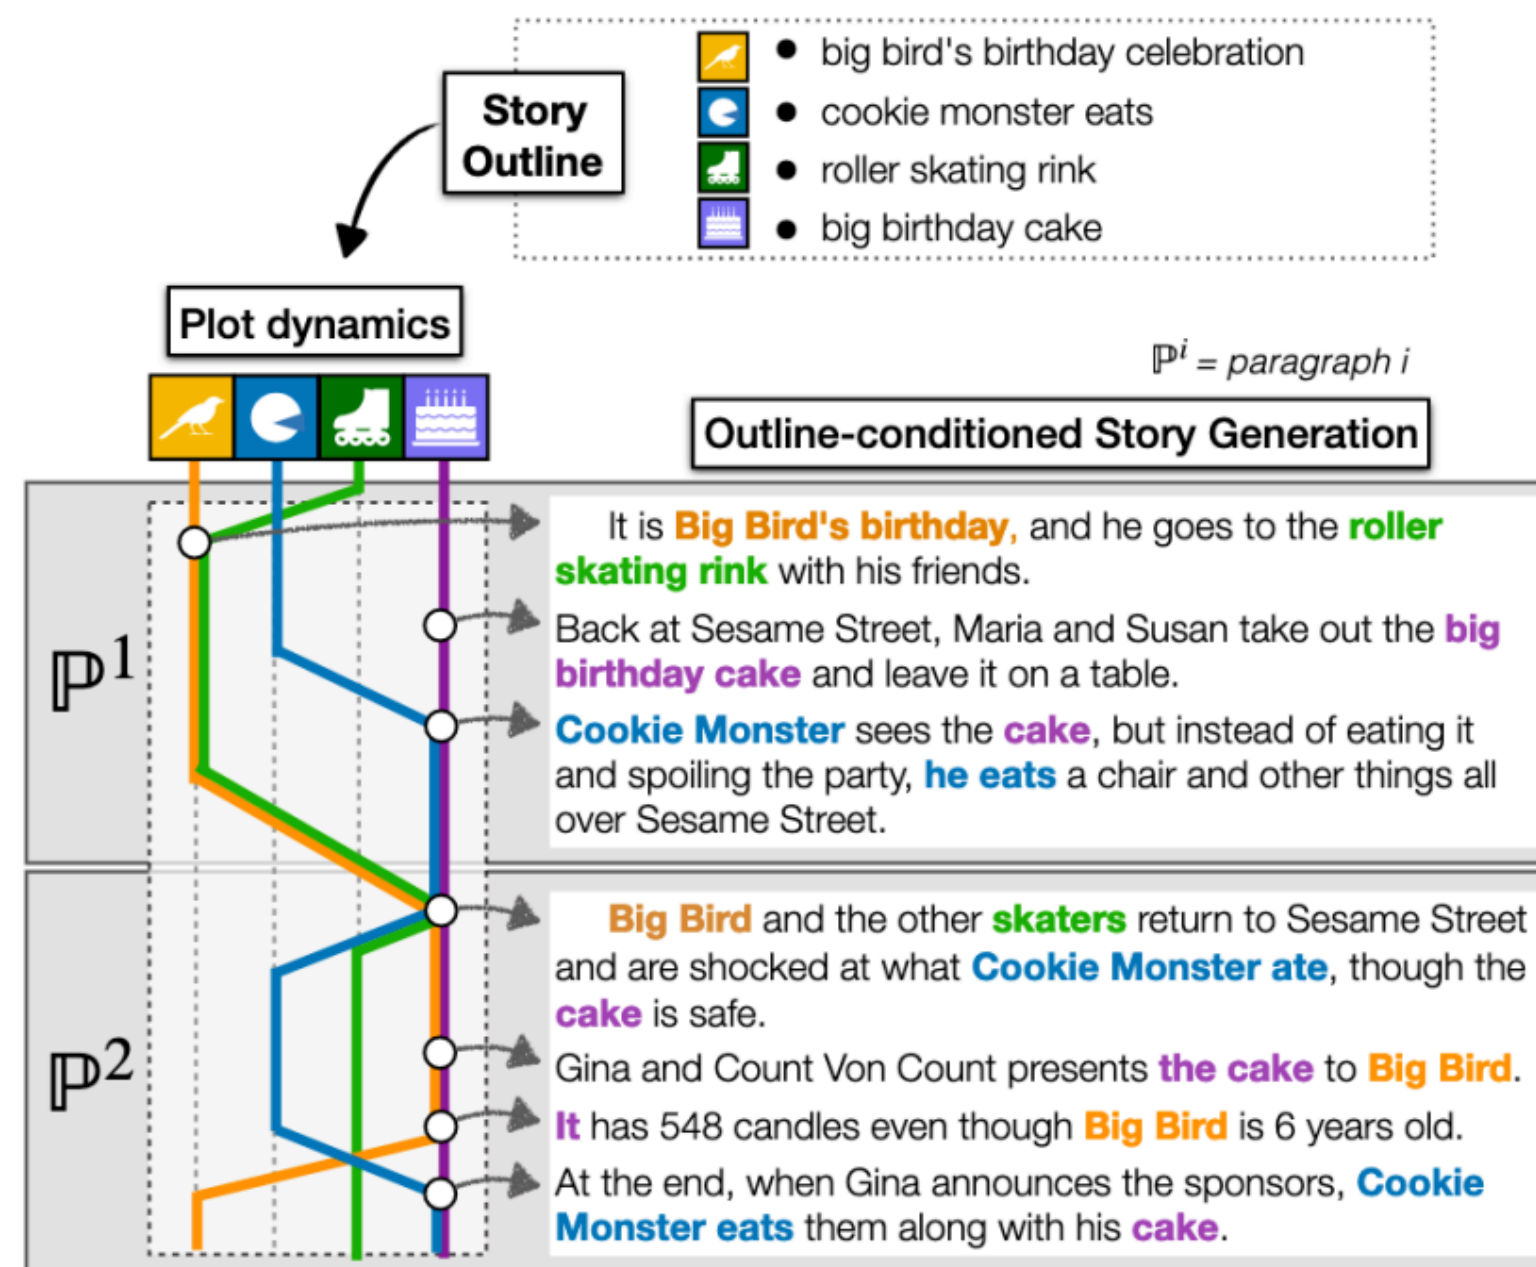 • big bird's birthday celebration
• cookie monster eats
• roller skating rink
• big birthday cake
Story
Outline
Plot dynamics
ℙⁱ = paragraph i
Outline-conditioned Story Generation
ℙ¹
It is Big Bird's birthday, and he goes to the roller
skating rink with his friends.
Back at Sesame Street, Maria and Susan take out the big
birthday cake and leave it on a table.
Cookie Monster sees the cake, but instead of eating it
and spoiling the party, he eats a chair and other things all
over Sesame Street.
ℙ²
Big Bird and the other skaters return to Sesame Street
and are shocked at what Cookie Monster ate, though the
cake is safe.
Gina and Count Von Count presents the cake to Big Bird.
It has 548 candles even though Big Bird is 6 years old.
At the end, when Gina announces the sponsors, Cookie
Monster eats them along with his cake.